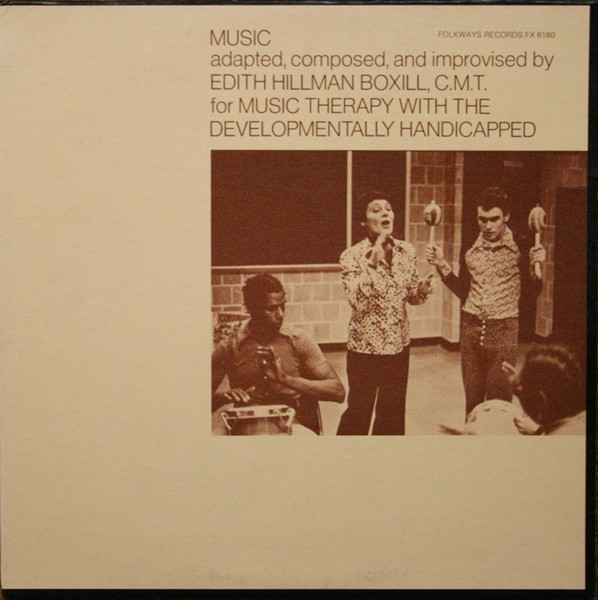 FOLKWAYS RECORDS FX 6180
MUSIC
adapted, composed, and improvised by
EDITH HILLMAN BOXILL, C.M.T.
for MUSIC THERAPY WITH THE
DEVELOPMENTALLY HANDICAPPED